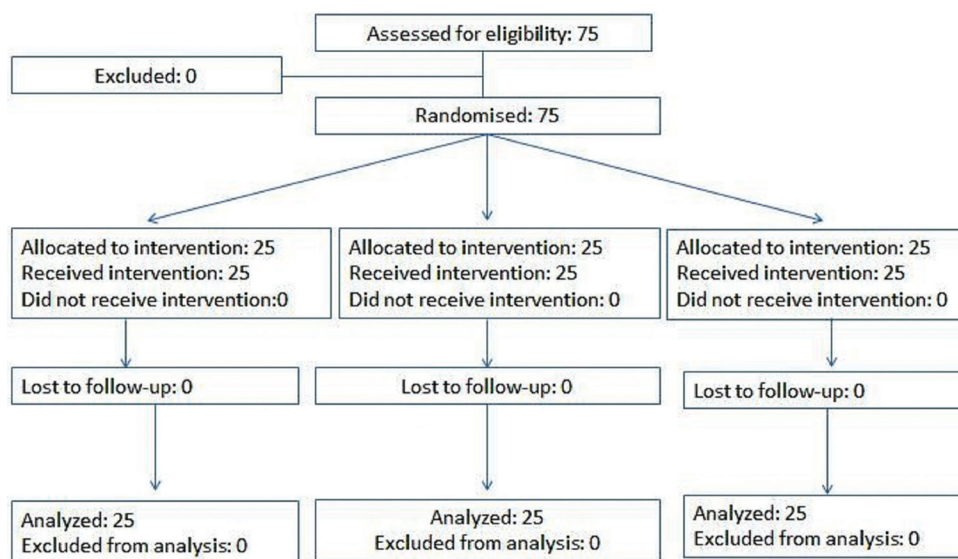 Assessed for eligibility: 75
Excluded: 0
Randomised: 75
Allocated to intervention: 25
Received intervention: 25
Did not receive intervention:0
Allocated to intervention: 25
Received intervention: 25
Did not receive intervention: 0
Allocated to intervention: 25
Received intervention: 25
Did not receive intervention: 0
Lost to follow-up: 0
Lost to follow-up: 0
Lost to follow-up: 0
Analyzed: 25
Excluded from analysis: 0
Analyzed: 25
Excluded from analysis: 0
Analyzed: 25
Excluded from analysis: 0